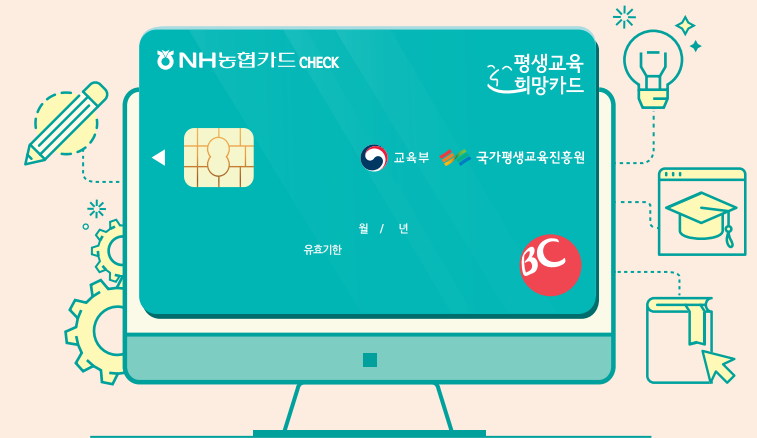 NH농협카드 CHECK
평생교육
희망카드
교육부 국가평생교육진흥원
월 / 년
유효기한
BC